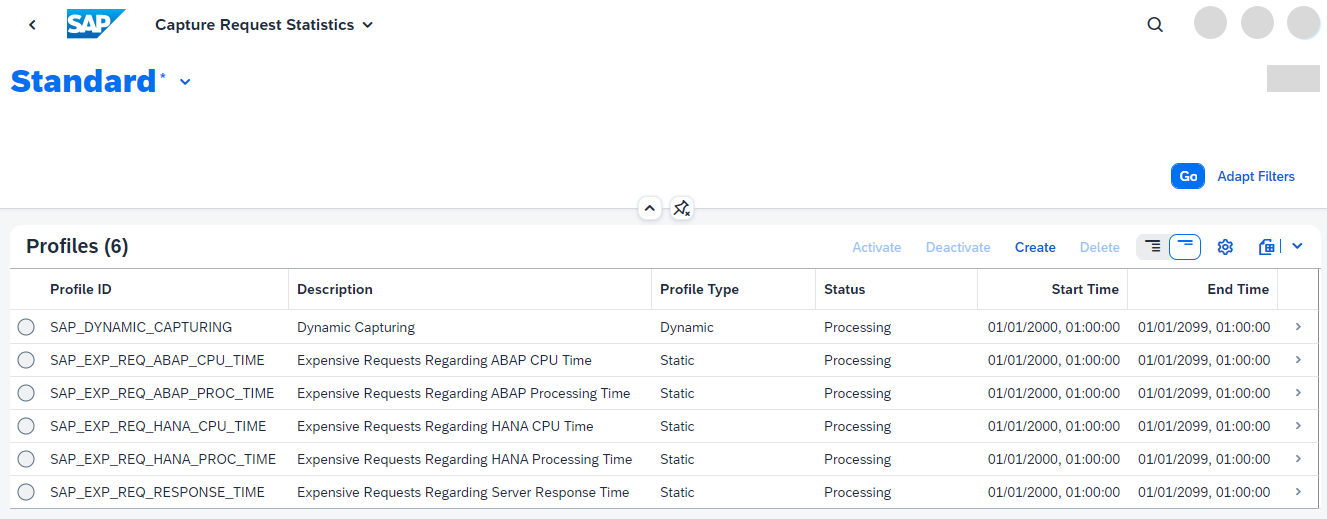 SAP Capture Request Statistics
Standard *
Go Adapt Filters
Profiles (6) Activate Deactivate Create Delete
Profile ID Description Profile Type Status Start Time End Time
SAP_DYNAMIC_CAPTURING Dynamic Capturing Dynamic Processing 01/01/2000, 01:00:00 01/01/2099, 01:00:00
SAP_EXP_REQ_ABAP_CPU_TIME Expensive Requests Regarding ABAP CPU Time Static Processing 01/01/2000, 01:00:00 01/01/2099, 01:00:00
SAP_EXP_REQ_ABAP_PROC_TIME Expensive Requests Regarding ABAP Processing Time Static Processing 01/01/2000, 01:00:00 01/01/2099, 01:00:00
SAP_EXP_REQ_HANA_CPU_TIME Expensive Requests Regarding HANA CPU Time Static Processing 01/01/2000, 01:00:00 01/01/2099, 01:00:00
SAP_EXP_REQ_HANA_PROC_TIME Expensive Requests Regarding HANA Processing Time Static Processing 01/01/2000, 01:00:00 01/01/2099, 01:00:00
SAP_EXP_REQ_RESPONSE_TIME Expensive Requests Regarding Server Response Time Static Processing 01/01/2000, 01:00:00 01/01/2099, 01:00:00